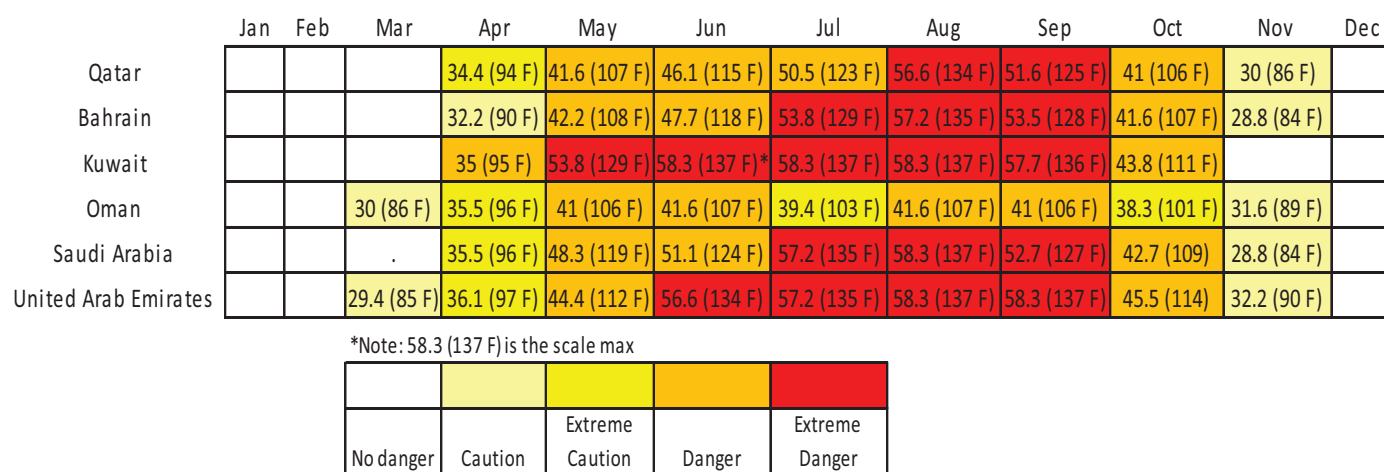 Jan Feb Mar Apr May Jun Jul Aug Sep Oct Nov Dec
Qatar 34.4 (94 F) 41.6 (107 F) 46.1 (115 F) 50.5 (123 F) 56.6 (134 F) 51.6 (125 F) 41 (106 F) 30 (86 F)
Bahrain 32.2 (90 F) 42.2 (108 F) 47.7 (118 F) 53.8 (129 F) 57.2 (135 F) 53.5 (128 F) 41.6 (107 F) 28.8 (84 F)
Kuwait 35 (95 F) 53.8 (129 F) 58.3 (137 F)* 58.3 (137 F) 58.3 (137 F) 57.7 (136 F) 43.8 (111 F)
Oman 30 (86 F) 35.5 (96 F) 41 (106 F) 41.6 (107 F) 39.4 (103 F) 41.6 (107 F) 41 (106 F) 38.3 (101 F) 31.6 (89 F)
Saudi Arabia . 35.5 (96 F) 48.3 (119 F) 51.1 (124 F) 57.2 (135 F) 58.3 (137 F) 52.7 (127 F) 42.7 (109) 28.8 (84 F)
United Arab Emirates 29.4 (85 F) 36.1 (97 F) 44.4 (112 F) 56.6 (134 F) 57.2 (135 F) 58.3 (137 F) 58.3 (137 F) 45.5 (114) 32.2 (90 F)
*Note: 58.3 (137 F) is the scale max
Extreme Extreme
No danger Caution Caution Danger Danger